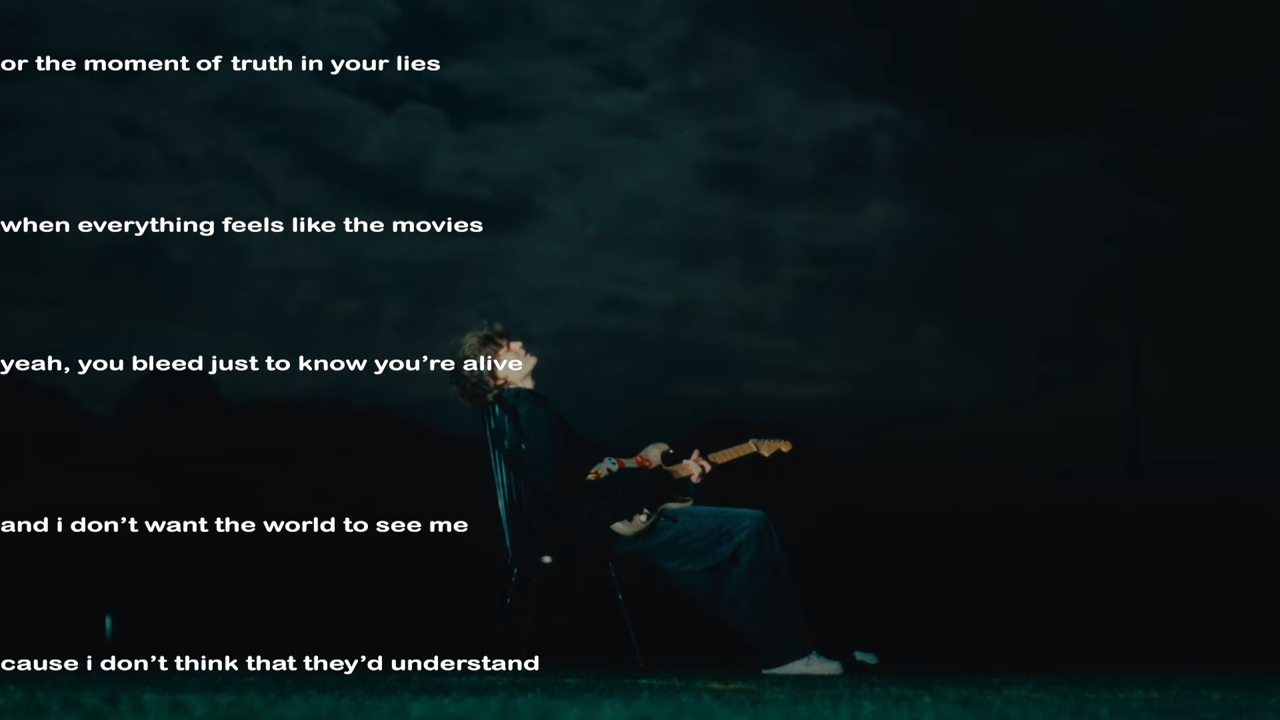 or the moment of truth in your lies
when everything feels like the movies
yeah, you bleed just to know you’re alive
and i don’t want the world to see me
cause i don’t think that they’d understand